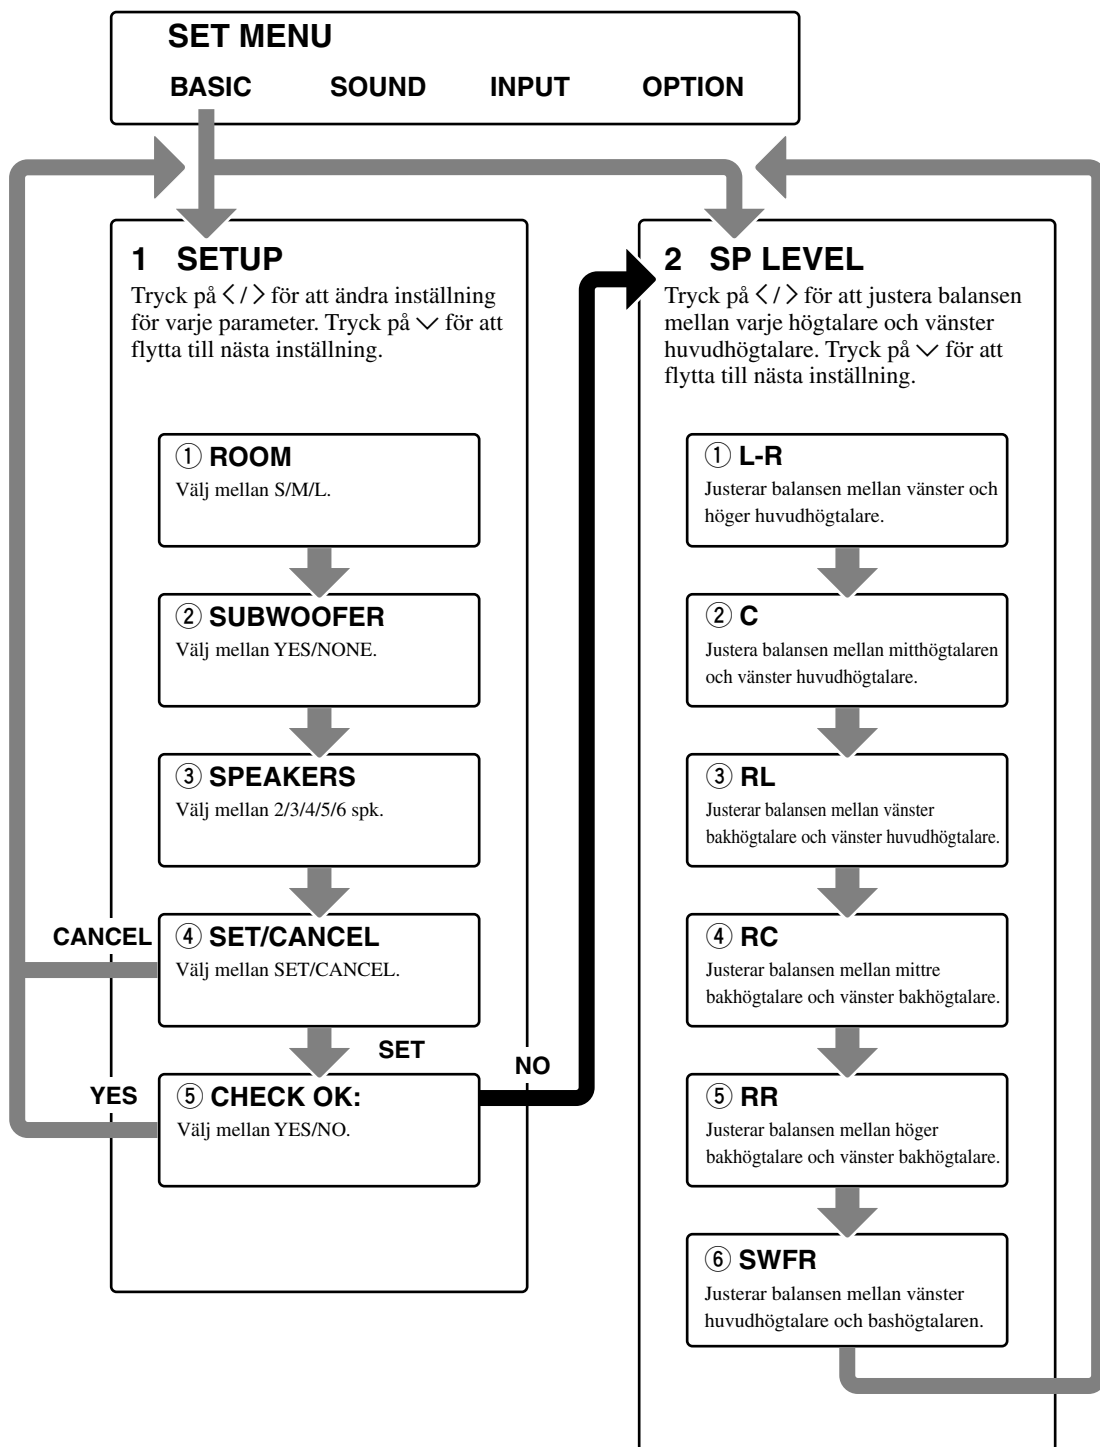 SET MENU
BASIC SOUND INPUT OPTION
1 SETUP
Tryck på < / > för att ändra inställning
för varje parameter. Tryck på ∨ för att
flytta till nästa inställning.
① ROOM
Välj mellan S/M/L.
② SUBWOOFER
Välj mellan YES/NONE.
③ SPEAKERS
Välj mellan 2/3/4/5/6 spk.
CANCEL
④ SET/CANCEL
Välj mellan SET/CANCEL.
SET
NO
YES
⑤ CHECK OK:
Välj mellan YES/NO.
2 SP LEVEL
Tryck på < / > för att justera balansen
mellan varje högtalare och vänster
huvudhögtalare. Tryck på ∨ för att
flytta till nästa inställning.
① L-R
Justerar balansen mellan vänster och
höger huvudhögtalare.
② C
Justera balansen mellan mitthögtalaren
och vänster huvudhögtalare.
③ RL
Justerar balansen mellan vänster
bakhögtalare och vänster huvudhögtalare.
④ RC
Justerar balansen mellan mittre
bakhögtalare och vänster bakhögtalare.
⑤ RR
Justerar balansen mellan höger
bakhögtalare och vänster bakhögtalare.
⑥ SWFR
Justerar balansen mellan vänster
huvudhögtalare och bashögtalaren.